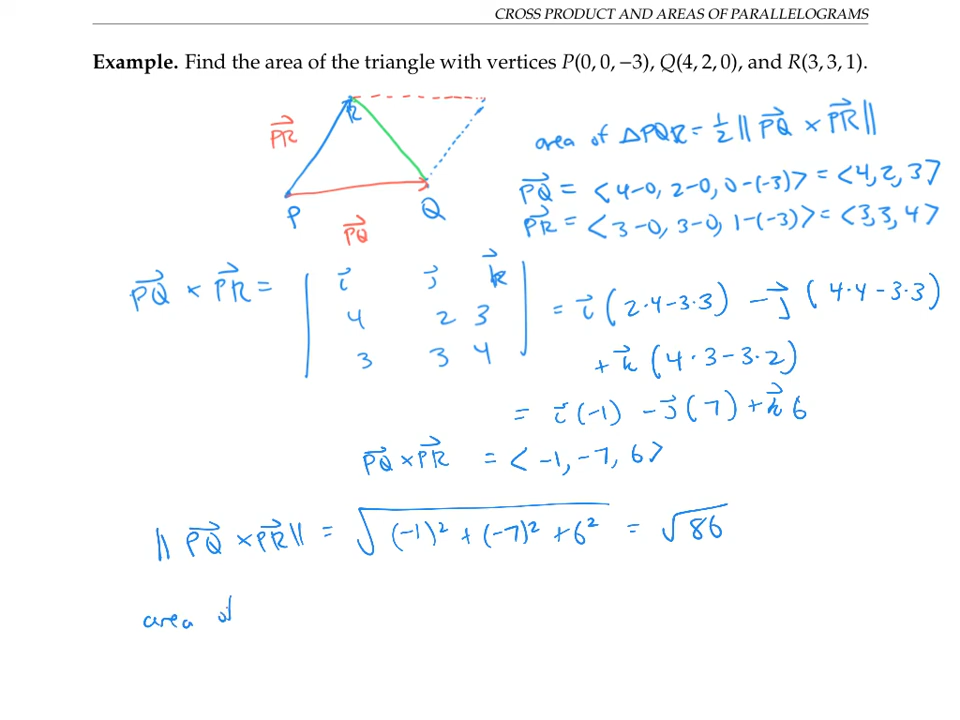 CROSS PRODUCT AND AREAS OF PARALLELOGRAMS
Example. Find the area of the triangle with vertices P(0, 0, −3), Q(4, 2, 0), and R(3, 3, 1).
R
PR⃗
P
Q
PQ⃗
area of △PQR = ½ ‖ PQ⃗ × PR⃗ ‖
PQ⃗ = <4-0, 2-0, 0-(-3)> = <4, 2, 3>
PR⃗ = <3-0, 3-0, 1-(-3)> = <3, 3, 4>
PQ⃗ × PR⃗ = | i⃗ j⃗ k⃗ |
4 2 3
3 3 4
= i⃗ (2·4-3·3) - j⃗ (4·4-3·3)
+ k⃗ (4·3-3·2)
= i⃗(-1) - j⃗(7) + k⃗ 6
PQ⃗ × PR⃗ = < -1, -7, 6>
‖ PQ⃗ × PR⃗ ‖ = √((-1)² + (-7)² + 6²) = √86
area of